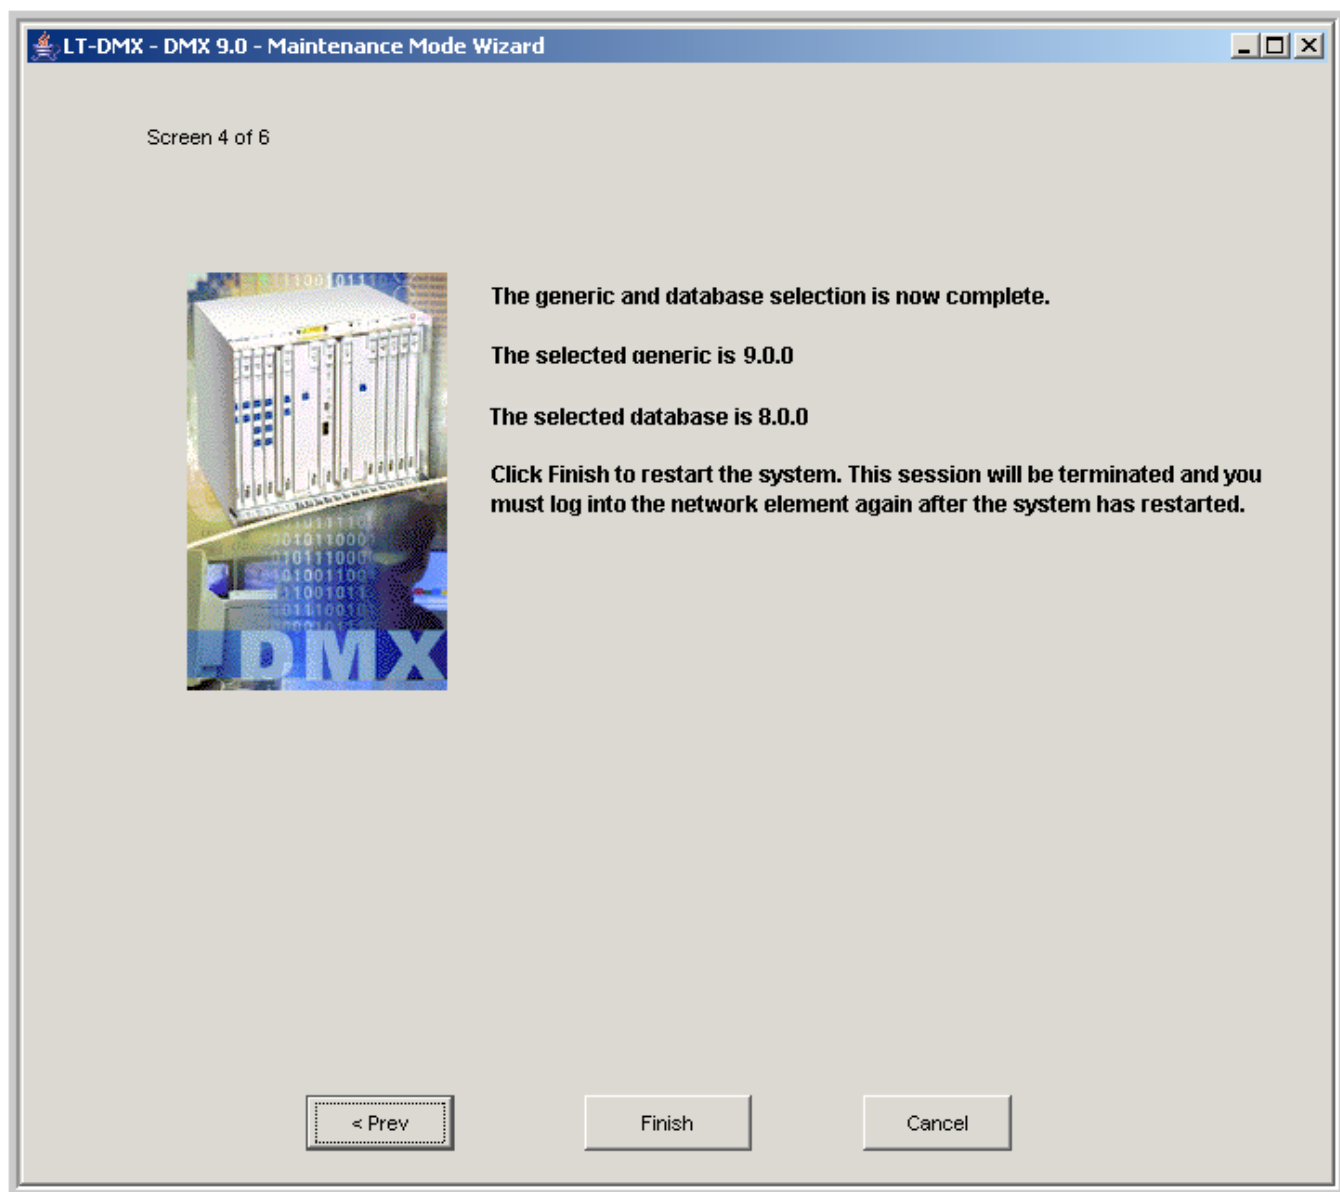 LT-DMX - DMX 9.0 - Maintenance Mode Wizard
Screen 4 of 6
The generic and database selection is now complete.
The selected generic is 9.0.0
The selected database is 8.0.0
Click Finish to restart the system. This session will be terminated and you
must log into the network element again after the system has restarted.
DMX
< Prev
Finish
Cancel